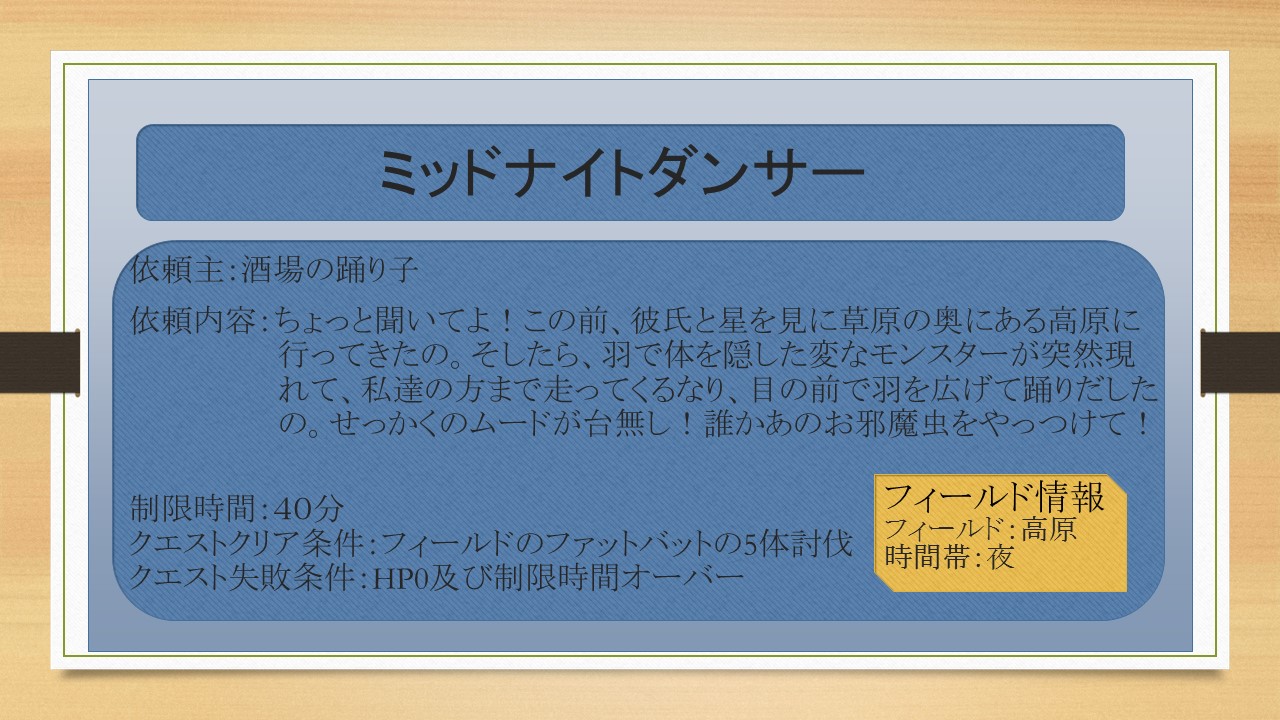 ミッドナイトダンサー
依頼主：酒場の踊り子
依頼内容：ちょっと聞いてよ！この前、彼氏と星を見に草原の奥にある高原に
行ってきたの。そしたら、羽で体を隠した変なモンスターが突然現
れて、私達の方まで走ってくるなり、目の前で羽を広げて踊りだした
の。せっかくのムードが台無し！誰かあのお邪魔虫をやっつけて！
制限時間：４０分
クエストクリア条件：フィールドのファットバットの5体討伐
クエスト失敗条件：HP0及び制限時間オーバー
フィールド情報
フィールド：高原
時間帯：夜